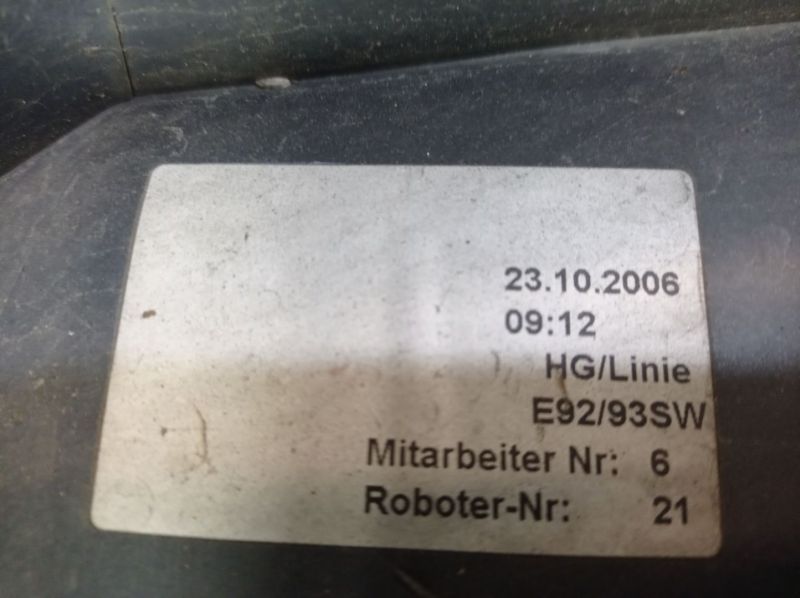 23.10.2006
09:12
HG/Linie
E92/93SW
Mitarbeiter Nr: 6
Roboter-Nr: 21